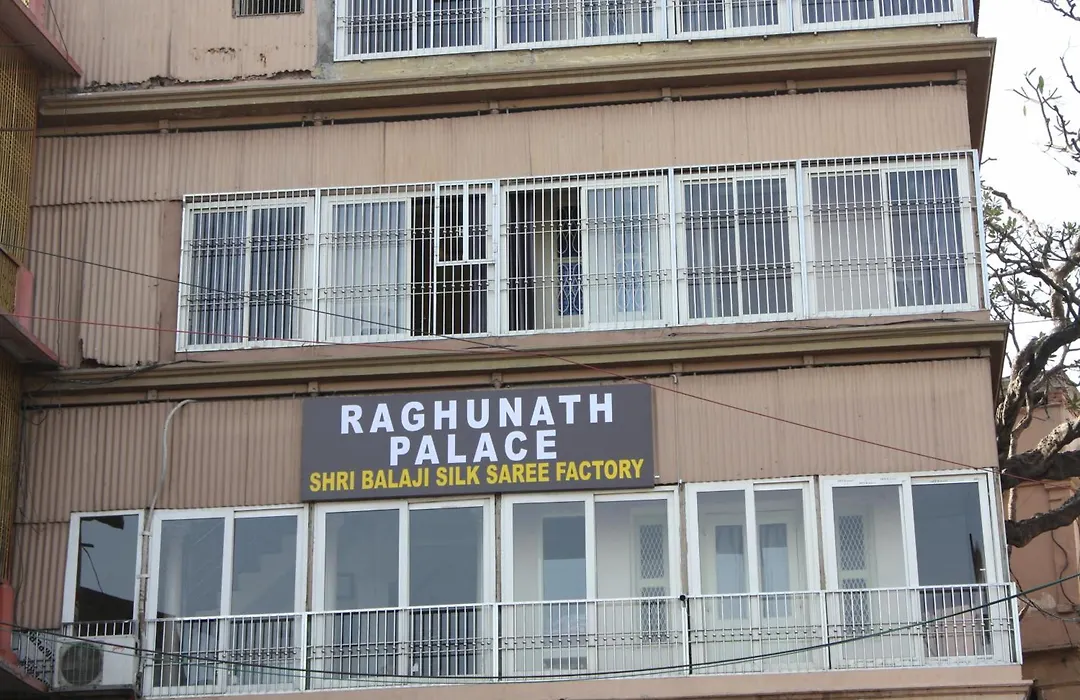 RAGHUNATH
PALACE
SHRI BALAJI SILK SAREE FACTORY